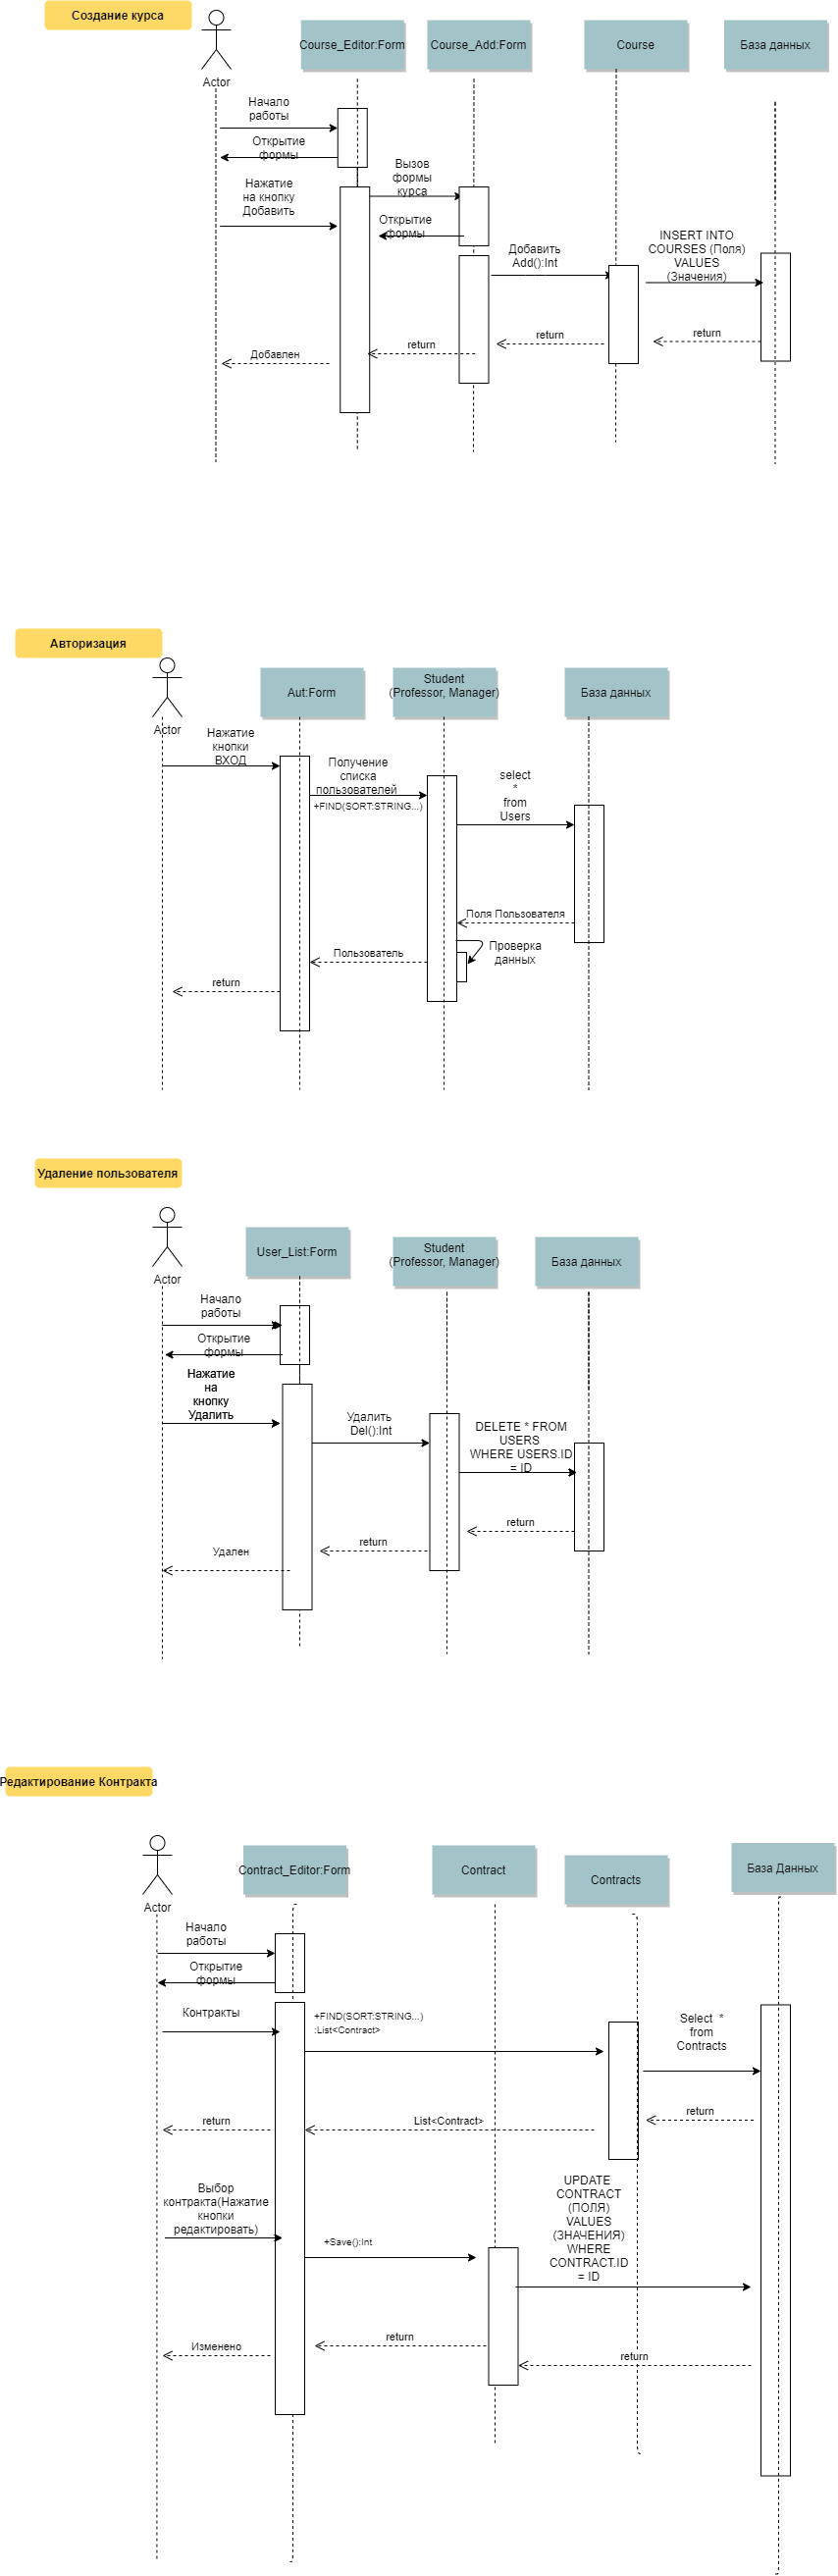 Создание курса
Actor
Course_Editor:Form
Course_Add:Form
Course
База данных
Начало
работы
Открытие
формы
Вызов
формы
курса
Нажатие
на кнопку
Добавить
Открытие
формы
Добавить
Add():Int
INSERT INTO
COURSES (Поля)
VALUES
(Значения)
return
return
return
Добавлен
Авторизация
Actor
Aut:Form
Student
(Professor, Manager)
База данных
Нажатие
кнопки
ВХОД
Получение
списка
пользователей
+FIND(SORT:STRING...)
select
*
from
Users
Поля Пользователя
Проверка
данных
Пользователь
return
Удаление пользователя
Actor
User_List:Form
Student
(Professor, Manager)
База данных
Начало
работы
Открытие
формы
Нажатие
на
кнопку
Удалить
Удалить
Del():Int
DELETE * FROM
USERS
WHERE USERS.ID
= ID
return
return
Удален
Редактирование Контракта
Actor
Contract_Editor:Form
Contract
Contracts
База Данных
Начало
работы
Открытие
формы
Контракты
+FIND(SORT:STRING...)
:List<Contract>
Select *
from
Contracts
return
List<Contract>
return
Выбор
контракта(Нажатие
кнопки
редактировать)
UPDATE
CONTRACT
(ПОЛЯ)
VALUES
(ЗНАЧЕНИЯ)
WHERE
CONTRACT.ID
= ID
+Save():Int
return
Изменено
return